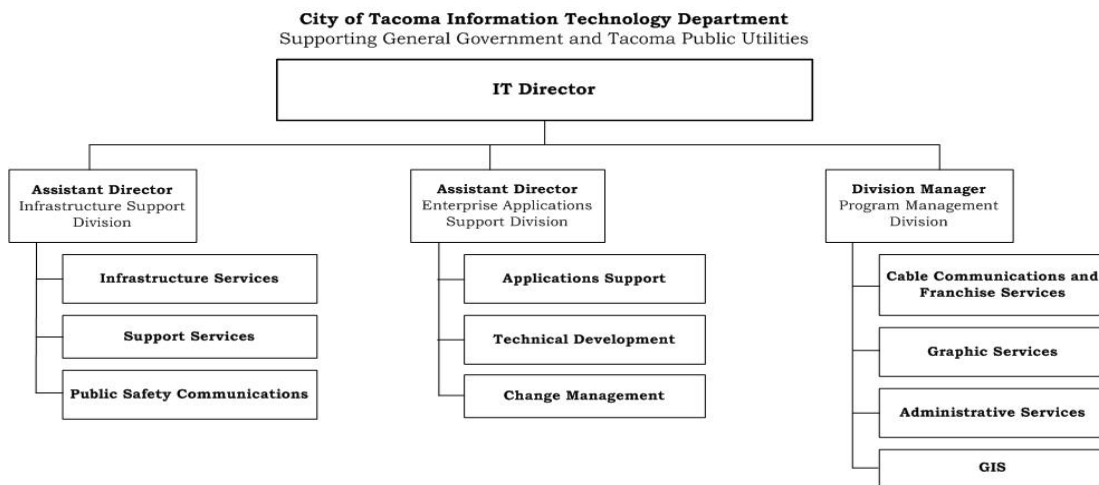 City of Tacoma Information Technology Department
Supporting General Government and Tacoma Public Utilities
IT Director
Assistant Director
Infrastructure Support
Division
Infrastructure Services
Support Services
Public Safety Communications
Assistant Director
Enterprise Applications
Support Division
Applications Support
Technical Development
Change Management
Division Manager
Program Management
Division
Cable Communications and
Franchise Services
Graphic Services
Administrative Services
GIS